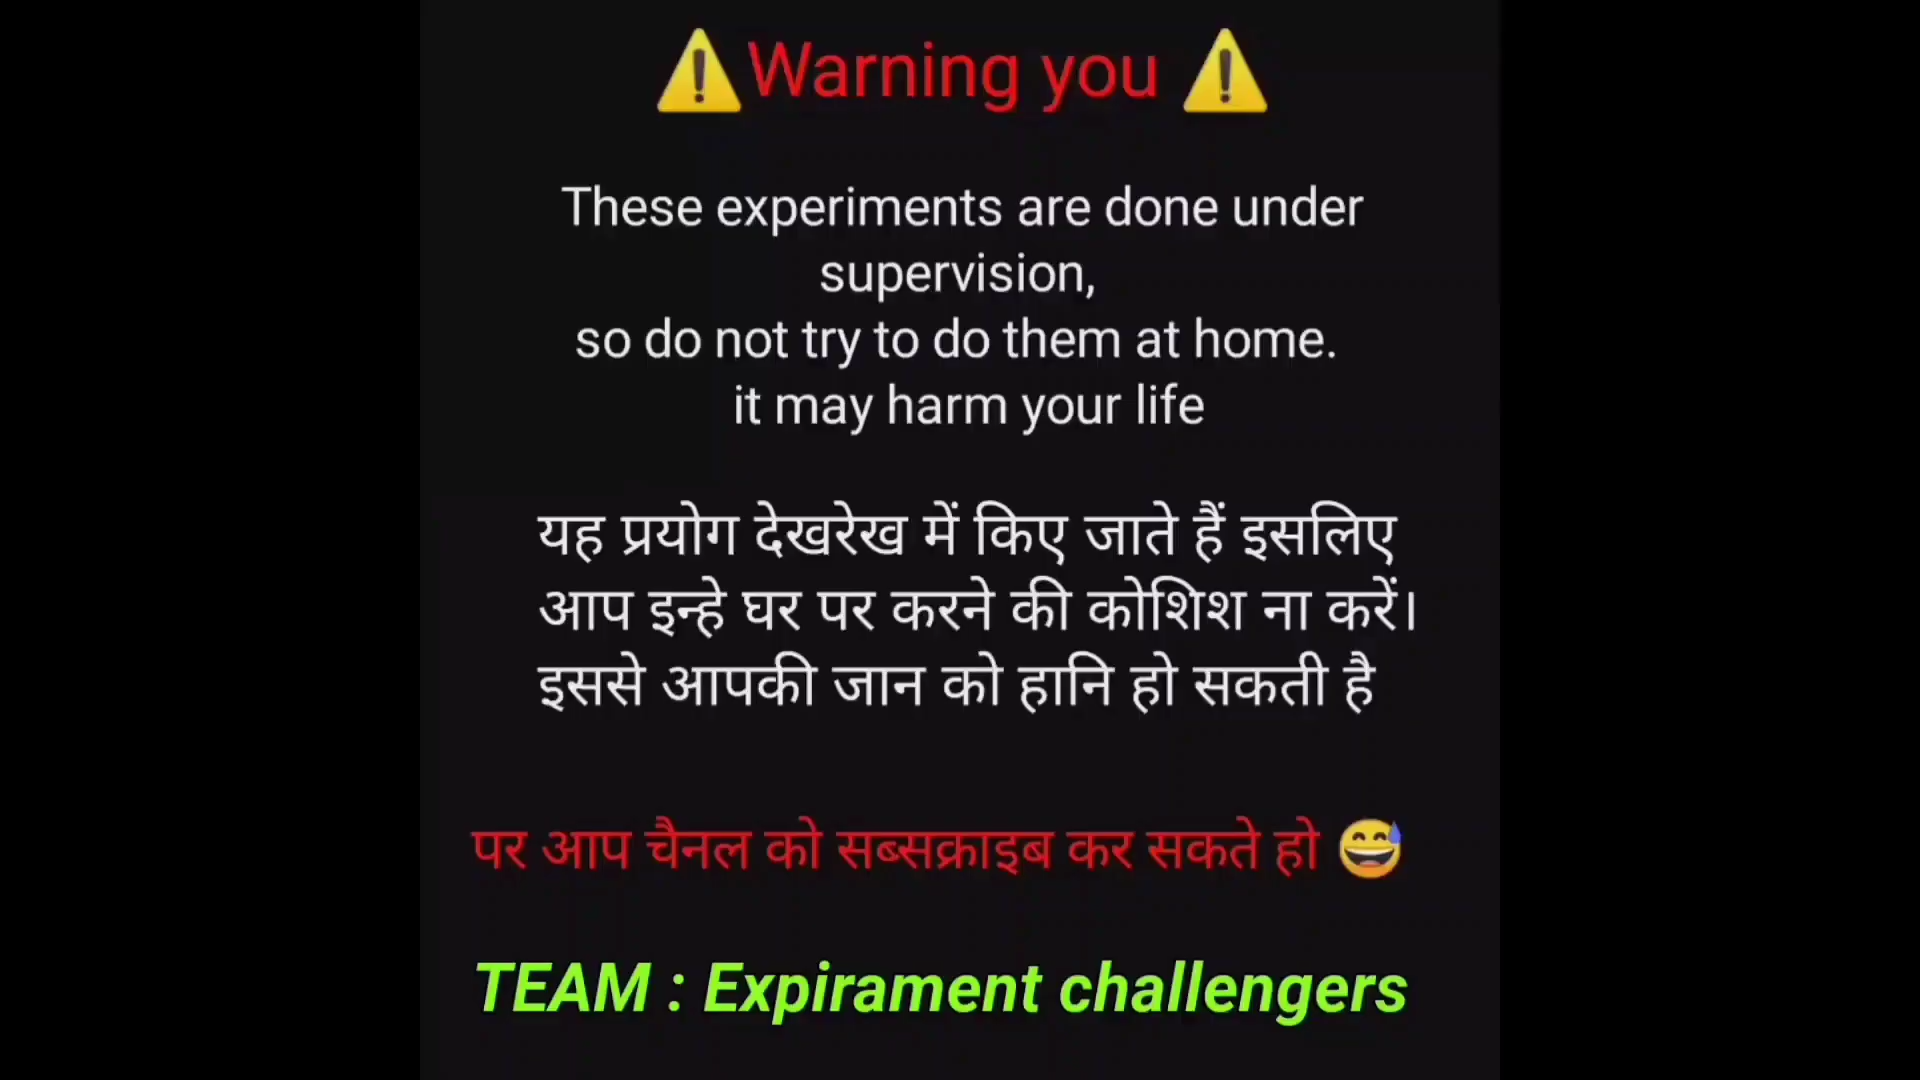 ⚠️Warning you ⚠️
These experiments are done under
supervision,
so do not try to do them at home.
it may harm your life
यह प्रयोग देखरेख में किए जाते हैं इसलिए
आप इन्हे घर पर करने की कोशिश ना करें।
इससे आपकी जान को हानि हो सकती है
पर आप चैनल को सब्सक्राइब कर सकते हो 😅
TEAM : Expirament challengers